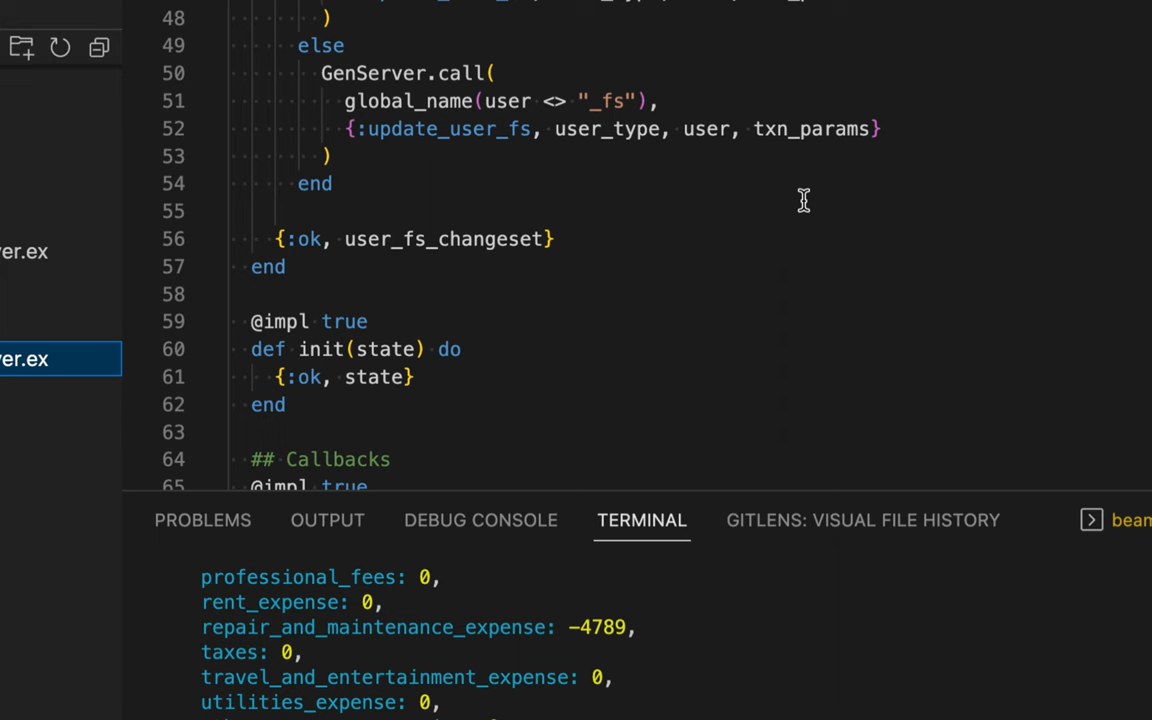 48 )
49 else
50 GenServer.call(
51 global_name(user <> "_fs"),
52 {:update_user_fs, user_type, user, txn_params}
53 )
54 end
55
er.ex
56 {:ok, user_fs_changeset}
57 end
58
59 @impl true
60 def init(state) do
er.ex
61 {:ok, state}
62 end
63
64 ## Callbacks
65 @impl true
PROBLEMS OUTPUT DEBUG CONSOLE TERMINAL GITLENS: VISUAL FILE HISTORY beam
professional_fees: 0,
rent_expense: 0,
repair_and_maintenance_expense: -4789,
taxes: 0,
travel_and_entertainment_expense: 0,
utilities_expense: 0,